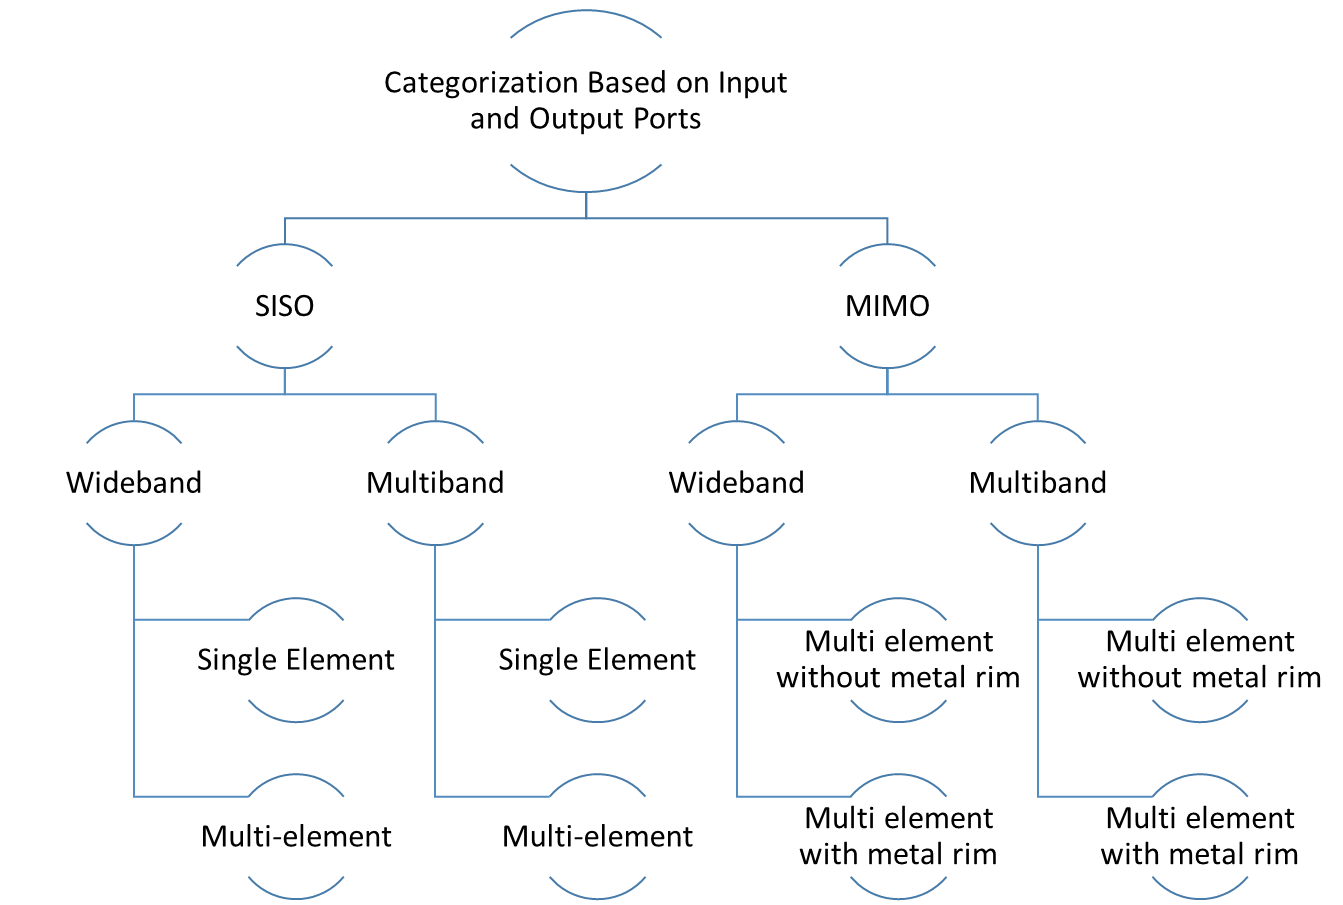 Categorization Based on Input
and Output Ports
SISO
MIMO
Wideband
Multiband
Wideband
Multiband
Single Element
Single Element
Multi element
without metal rim
Multi element
without metal rim
Multi-element
Multi-element
Multi element
with metal rim
Multi element
with metal rim